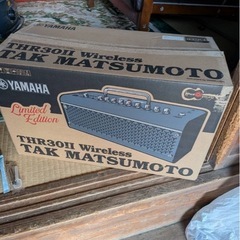 THR30II Wireless
TAK MATSUMOTO
YAMAHA
Limited
Edition
THR30II Wireless
TAK MATSUMOTO